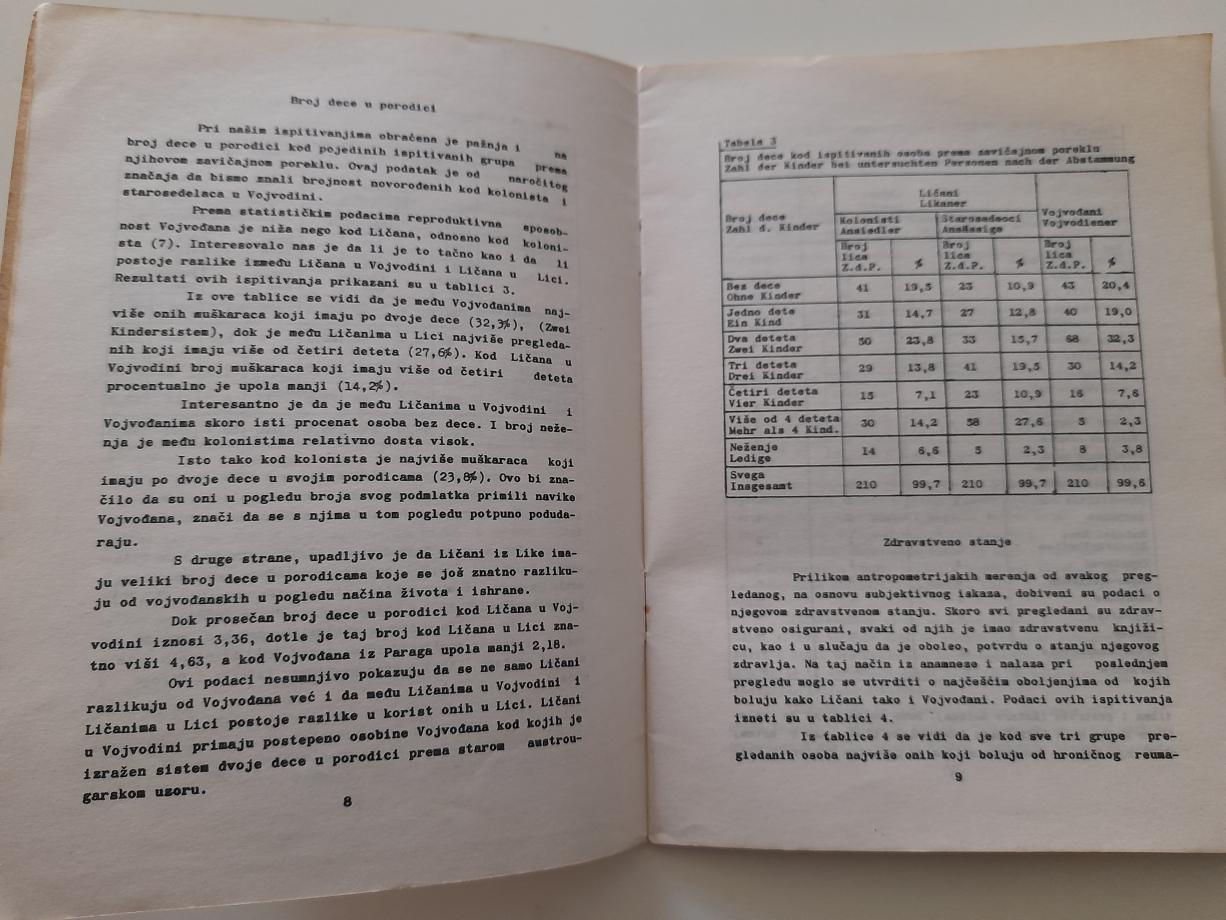 Broj dece u porodici
Pri našim ispitivanjima obraćena je pažnja i na
broj dece u porodici kod pojedinih ispitivanih grupa prema
njihovom zavičajnom poreklu. Ovaj podatak je od naročitog
značaja da bismo znali brojnost novorođenih kod kolonista i
starosedelaca u Vojvodini.
Prema statističkim podacima reproduktivna sposob-
nost Vojvođana je niža nego kod Ličana, odnosno kod koloni-
sta (7). Interesovalo nas je da li je to tačno kao i da li
postoje razlike između Ličana u Vojvodini i Ličana u Lici.
Rezultati ovih ispitivanja prikazani su u tablici 3.
Iz ove tablice se vidi da je među Vojvođanima naj-
više onih muškaraca koji imaju po dvoje dece (32,3%), (Zwei
Kindersistem), dok je među Ličanima u Lici najviše pregleda-
nih koji imaju više od četiri deteta (27,6%). Kod Ličana u
Vojvodini broj muškaraca koji imaju više od četiri deteta
procentualno je upola manji (14,2%).
Interesantno je da je među Ličanima u Vojvodini i
Vojvođanima skoro isti procenat osoba bez dece. I broj neže-
nja je među kolonistima relativno dosta visok.
Isto tako kod kolonista je najviše muškaraca koji
imaju po dvoje dece u svojim porodicama (23,8%). Ovo bi zna-
čilo da su oni u pogledu broja svog podmlatka primili navike
Vojvođana, znači da se s njima u tom pogledu potpuno poduda-
raju.
S druge strane, upadljivo je da Ličani iz Like ima-
ju veliki broj dece u porodicama koje se još znatno razliku-
ju od vojvođanskih u pogledu načina života i ishrane.
Dok prosečan broj dece u porodici kod Ličana u Voj-
vodini iznosi 3,36, dotle je taj broj kod Ličana u Lici zna-
tno viši 4,63, a kod Vojvođana iz Paraga upola manji 2,18.
Ovi podaci nesumnjivo pokazuju da se ne samo Ličani
razlikuju od Vojvođana već i da među Ličanima u Vojvodini i
Ličanima u Lici postoje razlike u korist onih u Lici. Ličani
u Vojvodini primaju postepeno osobine Vojvođana kod kojih je
izražen sistem dvoje dece u porodici prema starom austrou-
garskom uzoru.
8
Tabela 3
Broj dece kod ispitivanih osoba prema zavičajnom poreklu
Zahl der Kinder bei untersuchten Personen nach der Abstammung
Ličani
Likaner
Broj dece
Zahl d. Kinder
Kolonisti Starosedeoci Vojvođani
Ansiedler Ansässige Vojvodiener
Broj Broj Broj
lica lica lica
Z.d.P. % Z.d.P. % Z.d.P. %
Bez dece
Ohne Kinder 41 19,5 23 10,9 43 20,4
Jedno dete
Ein Kind 31 14,7 27 12,8 40 19,0
Dva deteta
Zwei Kinder 50 23,8 33 15,7 68 32,3
Tri deteta
Drei Kinder 29 13,8 41 19,5 30 14,2
Četiri deteta
Vier Kinder 15 7,1 23 10,9 16 7,6
Više od 4 deteta
Mehr als 4 Kind. 30 14,2 58 27,6 5 2,3
Neženje
Ledige 14 6,6 5 2,3 8 3,8
Svega
Insgesamt 210 99,7 210 99,7 210 99,6
Zdravstveno stanje
Prilikom antropometrijskih merenja od svakog preg-
ledanog, na osnovu subjektivnog iskaza, dobiveni su podaci o
njegovom zdravstvenom stanju. Skoro svi pregledani su zdrav-
stveno osigurani, svaki od njih je imao zdravstvenu knjiži-
cu, kao i u slučaju da je oboleo, potvrdu o stanju njegovog
zdravlja. Na taj način iz anamneze i nalaza pri poslednjem
pregledu moglo se utvrditi o najčešćim oboljenjima od kojih
boluju kako Ličani tako i Vojvođani. Podaci ovih ispitivanja
izneti su u tablici 4.
Iz tablice 4 se vidi da je kod sve tri grupe pre-
gledanih osoba najviše onih koji boluju od hroničnog reuma-
9